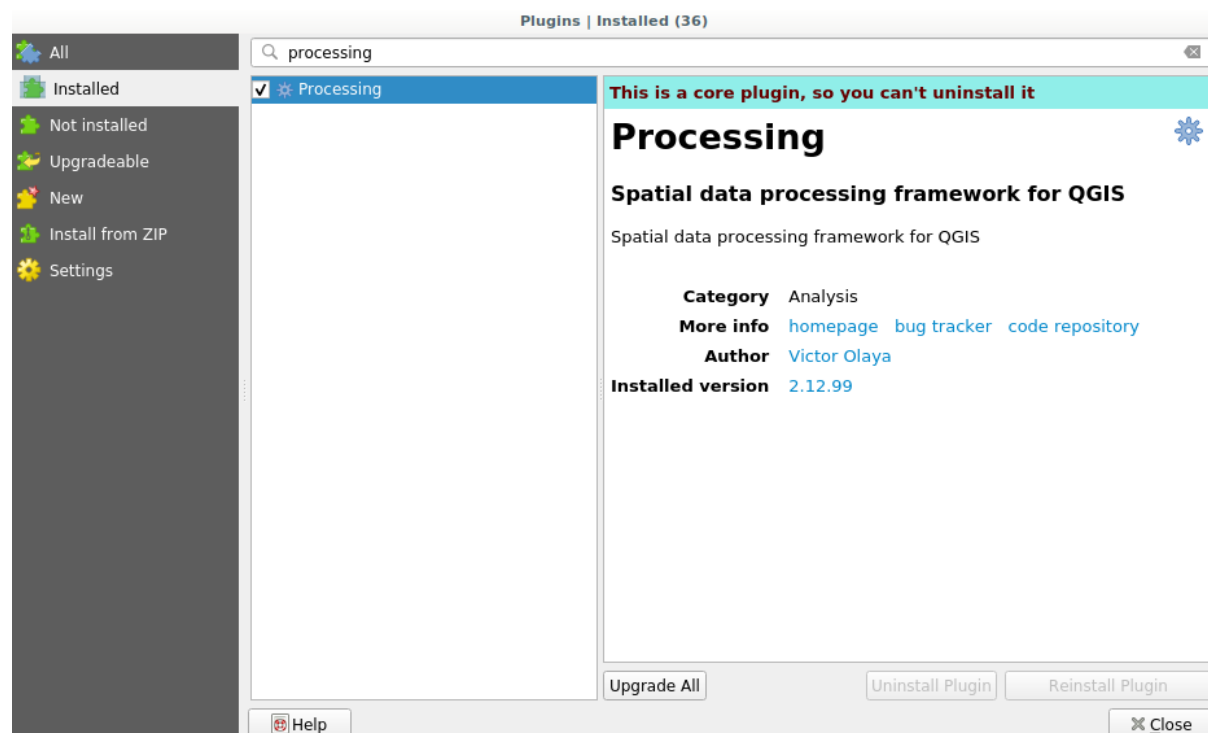 Plugins | Installed (36)
All
Installed
Not installed
Upgradeable
New
Install from ZIP
Settings
processing
Processing
This is a core plugin, so you can't uninstall it
Processing
Spatial data processing framework for QGIS
Spatial data processing framework for QGIS
Category Analysis
More info homepage bug tracker code repository
Author Victor Olaya
Installed version 2.12.99
Upgrade All Uninstall Plugin Reinstall Plugin
Help Close